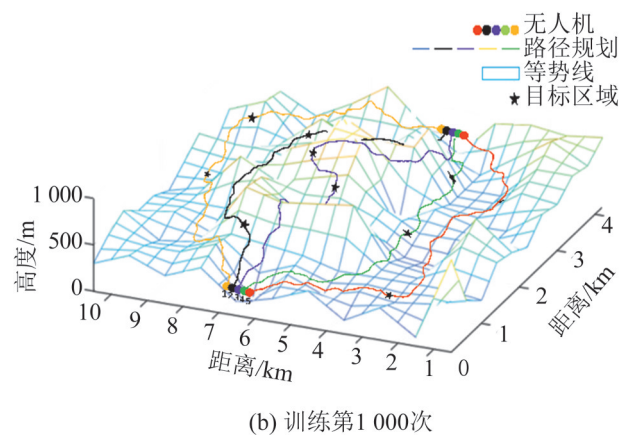 无人机
路径规划
等势线
目标区域
1 000
500
0
高度/m
10 9 8 7 6 5 4 3 2 1 0
距离/km
1 2 3 4
距离/km
12345
(b) 训练第1 000次